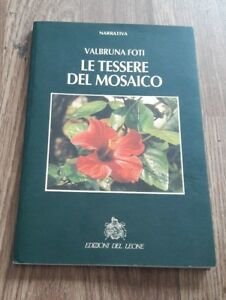 NARRATIVA
VALBRUNA FOTI
LE TESSERE
DEL MOSAICO
EDIZIONI DEL LEONE